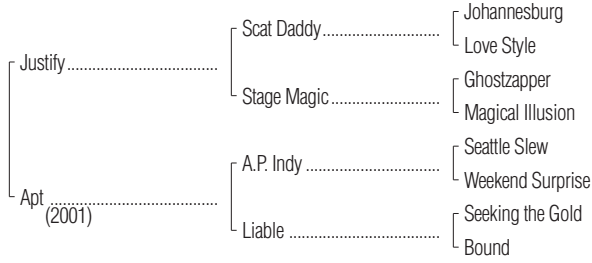 Johannesburg
Scat Daddy
Love Style
Justify
Ghostzapper
Stage Magic
Magical Illusion
Seattle Slew
A.P. Indy
Weekend Surprise
Apt
(2001)
Seeking the Gold
Liable
Bound